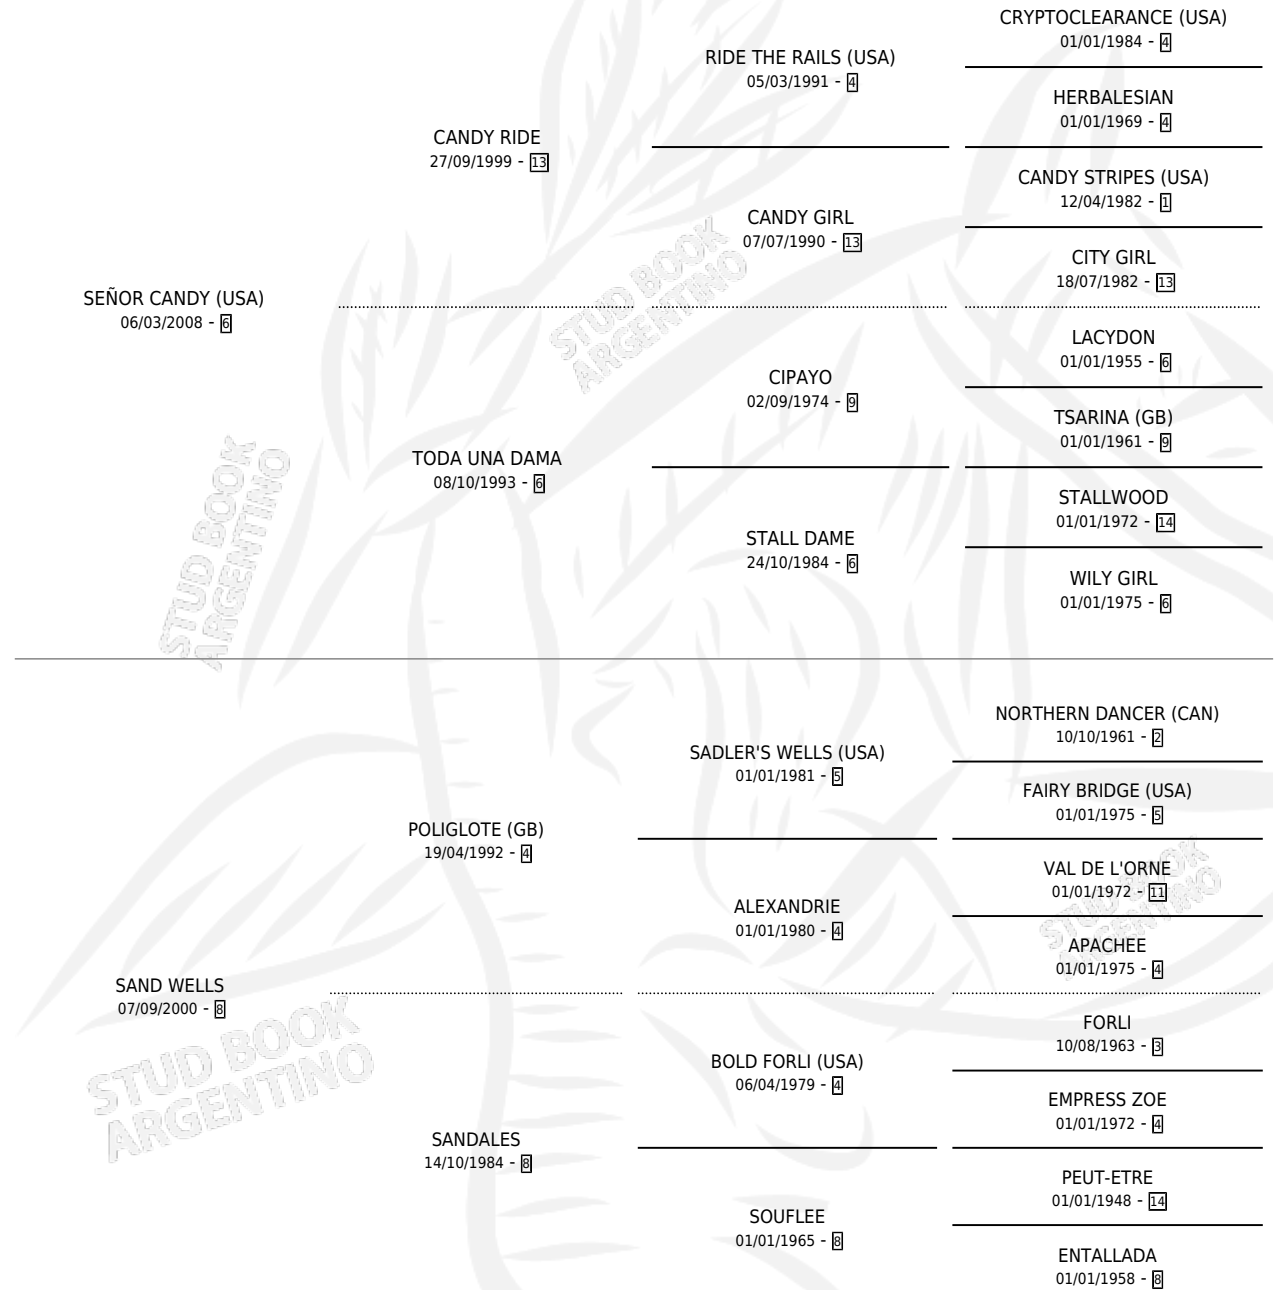 CRYPTOCLEARANCE (USA)
01/01/1984 - 4
RIDE THE RAILS (USA)
05/03/1991 - 4
HERBALESIAN
01/01/1969 - 4
CANDY RIDE
27/09/1999 - 13
CANDY STRIPES (USA)
12/04/1982 - 1
CANDY GIRL
07/07/1990 - 13
CITY GIRL
18/07/1982 - 13
SEÑOR CANDY (USA)
06/03/2008 - 6
LACYDON
01/01/1955 - 6
CIPAYO
02/09/1974 - 9
TSARINA (GB)
01/01/1961 - 9
TODA UNA DAMA
08/10/1993 - 6
STALLWOOD
01/01/1972 - 14
STALL DAME
24/10/1984 - 6
WILY GIRL
01/01/1975 - 6
NORTHERN DANCER (CAN)
10/10/1961 - 2
SADLER'S WELLS (USA)
01/01/1981 - 5
FAIRY BRIDGE (USA)
01/01/1975 - 5
POLIGLOTE (GB)
19/04/1992 - 4
VAL DE L'ORNE
01/01/1972 - 11
ALEXANDRIE
01/01/1980 - 4
APACHEE
01/01/1975 - 4
SAND WELLS
07/09/2000 - 8
FORLI
10/08/1963 - 3
BOLD FORLI (USA)
06/04/1979 - 4
EMPRESS ZOE
01/01/1972 - 4
SANDALES
14/10/1984 - 8
PEUT-ETRE
01/01/1948 - 14
SOUFLEE
01/01/1965 - 8
ENTALLADA
01/01/1958 - 8
STUD BOOK
ARGENTINO
STUD BOOK
ARGENTINO
STUD BOOK
ARGENTINO
STUD BOOK
ARGENTINO